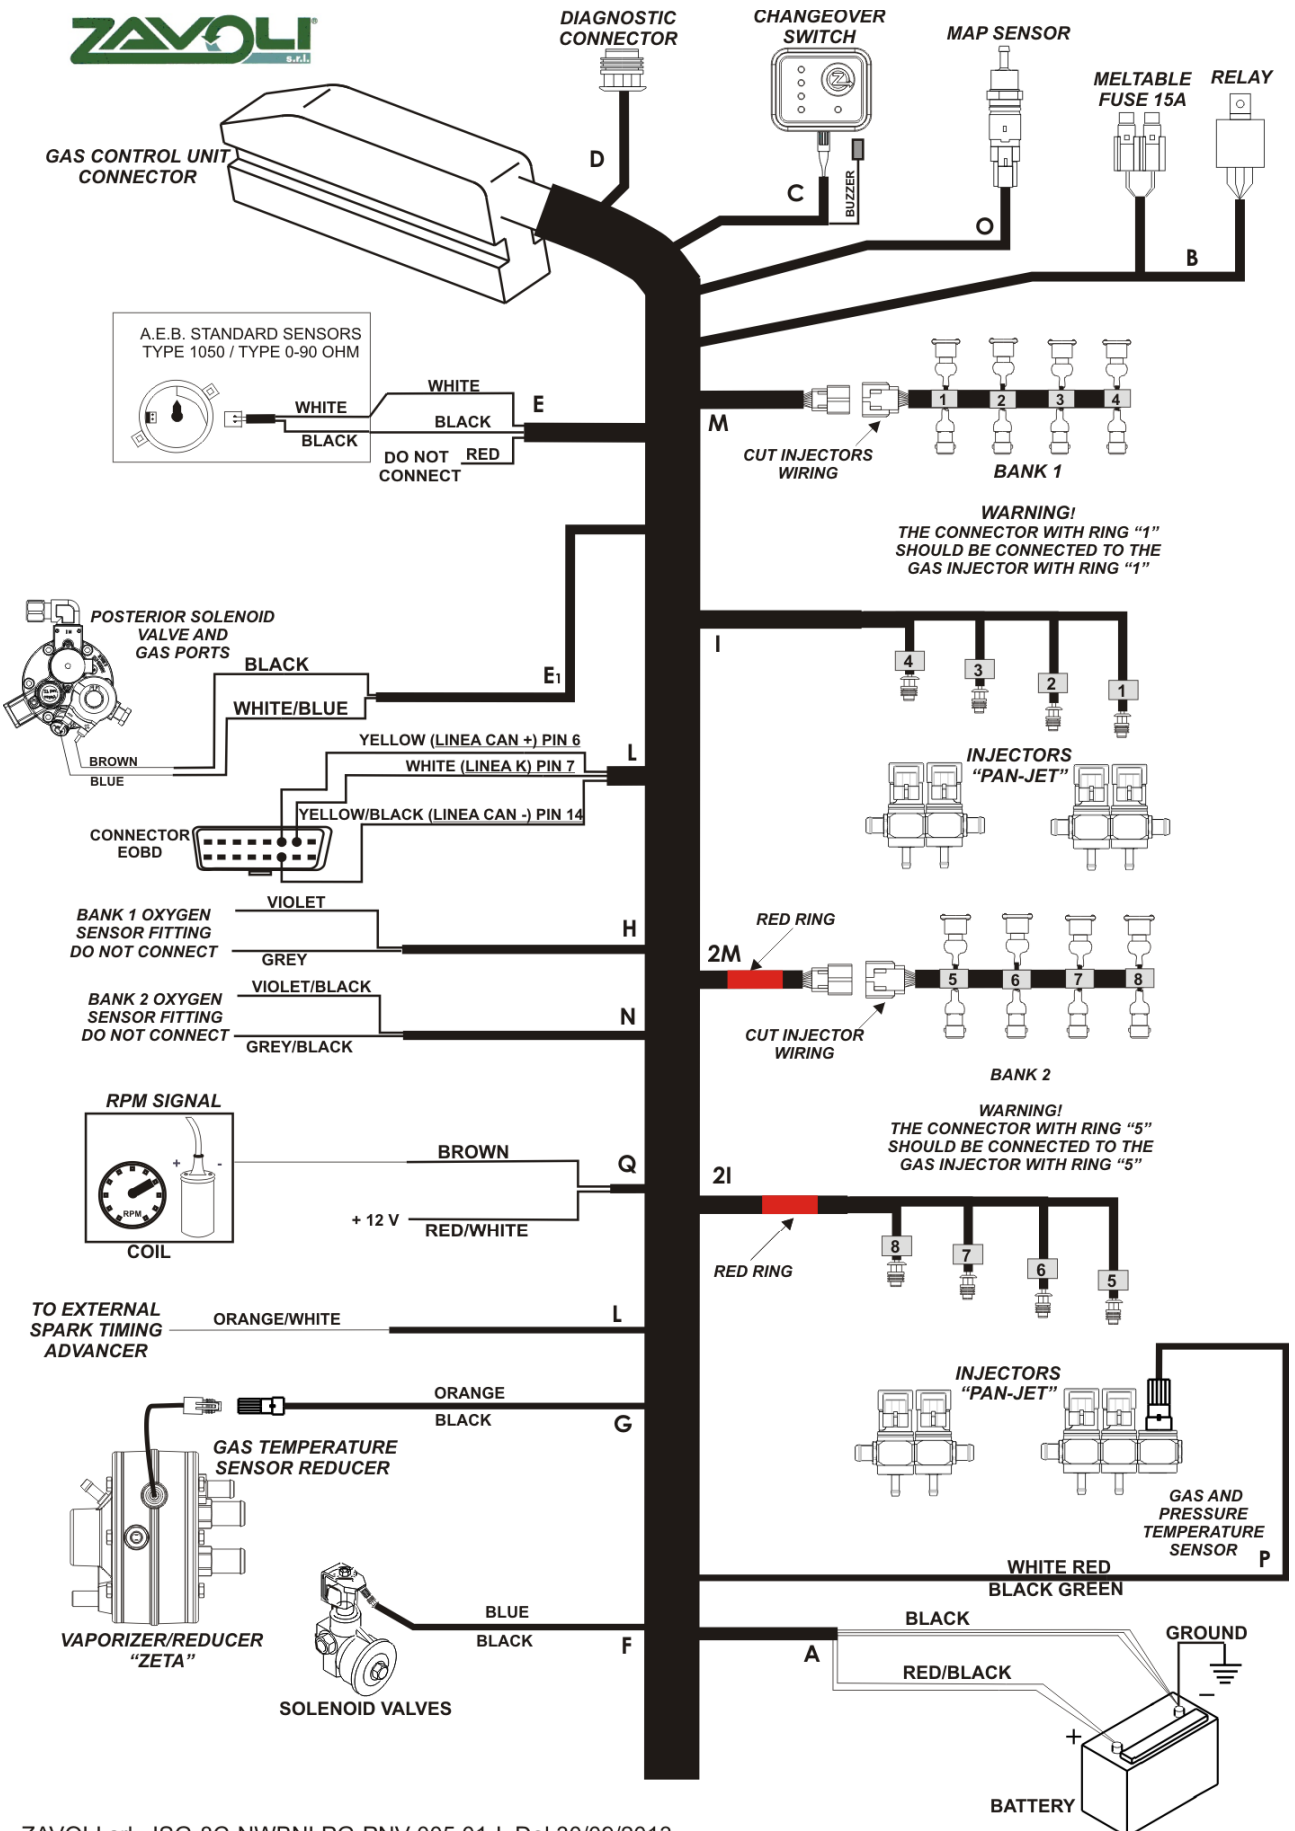 ZAVOLI®
s.r.l.
DIAGNOSTIC
CONNECTOR
CHANGEOVER
SWITCH
MAP SENSOR
MELTABLE
FUSE 15A
RELAY
GAS CONTROL UNIT
CONNECTOR
D
C
BUZZER
O
B
A.E.B. STANDARD SENSORS
TYPE 1050 / TYPE 0-90 OHM
WHITE
BLACK
WHITE
BLACK
RED
DO NOT
CONNECT
E
M
1 2 3 4
CUT INJECTORS
WIRING
BANK 1
WARNING!
THE CONNECTOR WITH RING “1”
SHOULD BE CONNECTED TO THE
GAS INJECTOR WITH RING “1”
POSTERIOR SOLENOID
VALVE AND
GAS PORTS
BLACK
WHITE/BLUE
BROWN
BLUE
E1
I
4 3 2 1
INJECTORS
“PAN-JET”
YELLOW (LINEA CAN +) PIN 6
WHITE (LINEA K) PIN 7
YELLOW/BLACK (LINEA CAN -) PIN 14
L
CONNECTOR
EOBD
BANK 1 OXYGEN
SENSOR FITTING
DO NOT CONNECT
VIOLET
GREY
H
BANK 2 OXYGEN
SENSOR FITTING
DO NOT CONNECT
VIOLET/BLACK
GREY/BLACK
N
RED RING
2M
5 6 7 8
CUT INJECTOR
WIRING
BANK 2
WARNING!
THE CONNECTOR WITH RING “5”
SHOULD BE CONNECTED TO THE
GAS INJECTOR WITH RING “5”
RPM SIGNAL
+ -
RPM
COIL
BROWN
+ 12 V
RED/WHITE
Q
2I
RED RING
8 7 6 5
TO EXTERNAL
SPARK TIMING
ADVANCER
ORANGE/WHITE
L
INJECTORS
“PAN-JET”
ORANGE
BLACK
G
GAS TEMPERATURE
SENSOR REDUCER
VAPORIZER/REDUCER
“ZETA”
GAS AND
PRESSURE
TEMPERATURE
SENSOR
P
WHITE RED
BLACK GREEN
BLUE
BLACK
F
SOLENOID VALVES
A
BLACK
RED/BLACK
GROUND
−
+
BATTERY